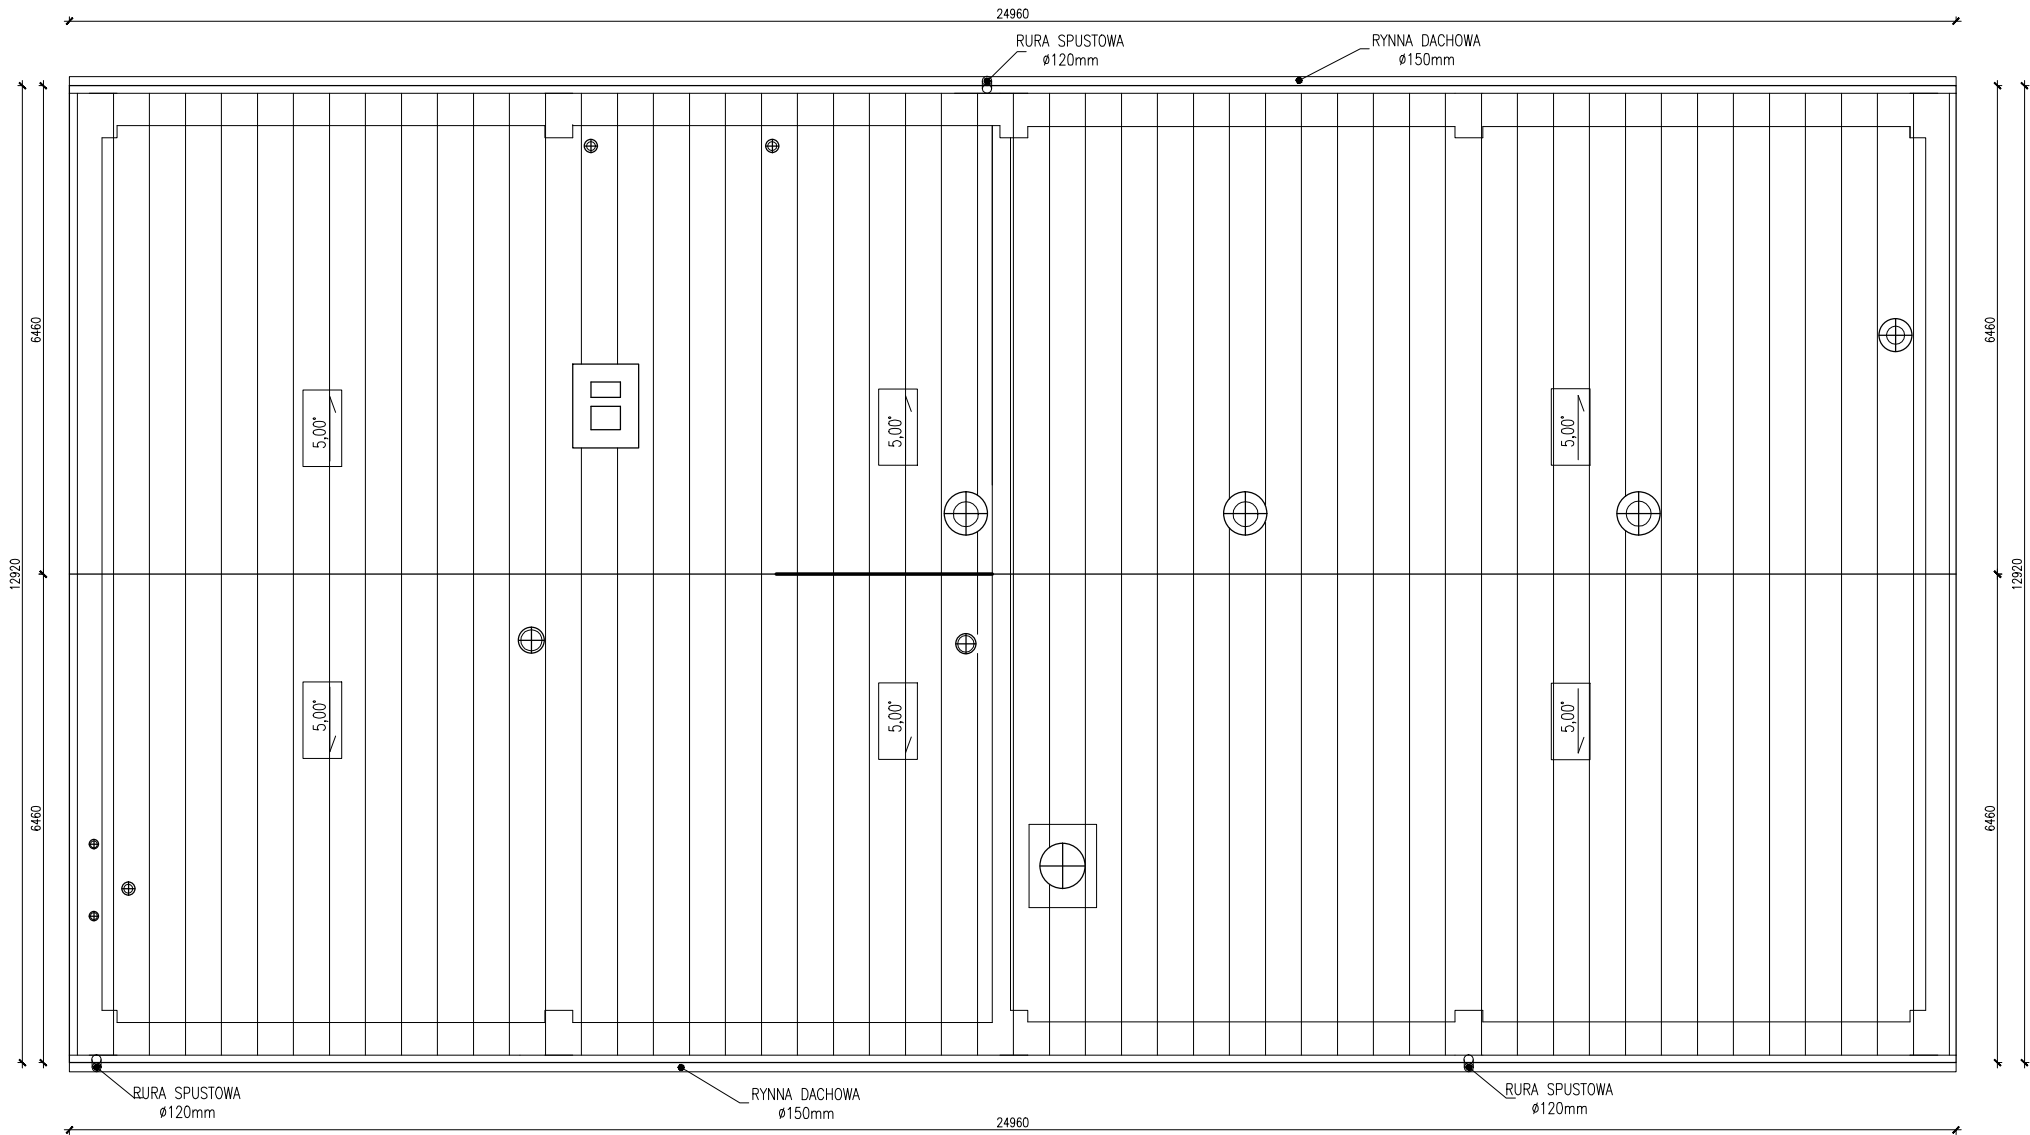 24960
RURA SPUSTOWA
ø120mm
RYNNA DACHOWA
ø150mm
6460
6460
5,00°
5,00°
5,00°
12920
12920
5,00°
5,00°
5,00°
6460
6460
RURA SPUSTOWA
ø120mm
RYNNA DACHOWA
ø150mm
RURA SPUSTOWA
ø120mm
24960